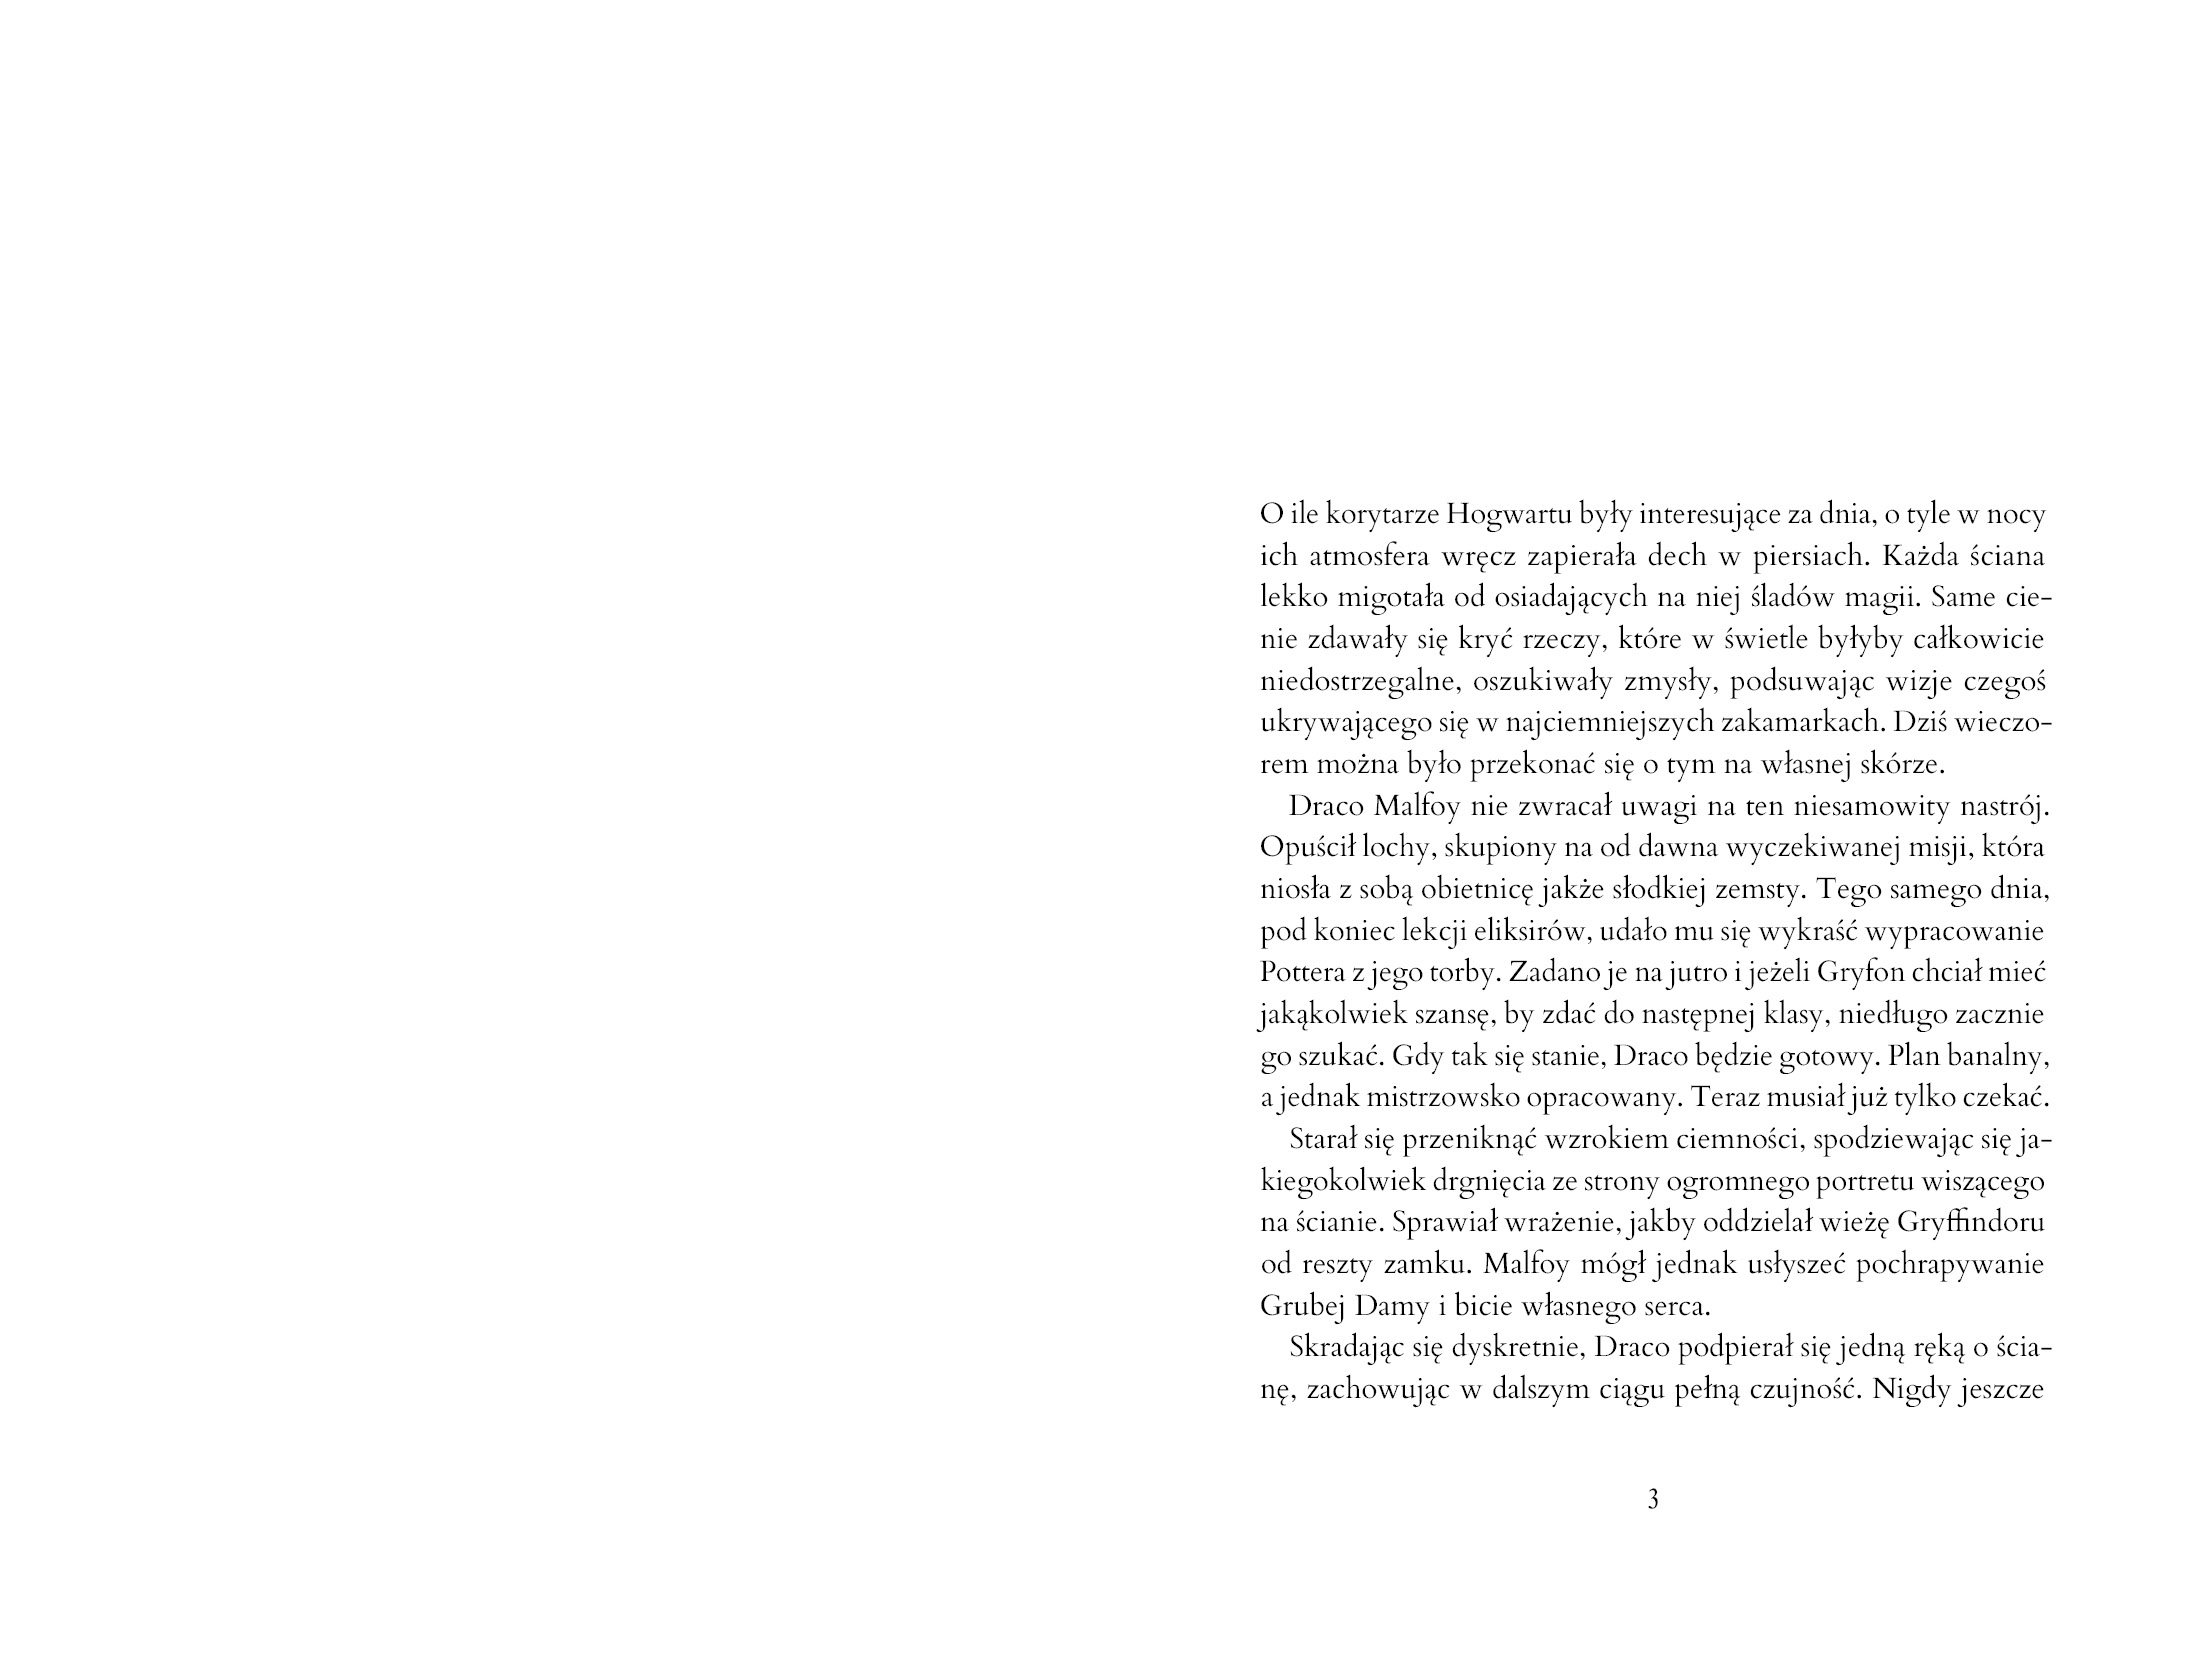 O ile korytarze Hogwartu były interesujące za dnia, o tyle w nocy
ich atmosfera wręcz zapierała dech w piersiach. Każda ściana
lekko migotała od osiadających na niej śladów magii. Same cie-
nie zdawały się kryć rzeczy, które w świetle byłyby całkowicie
niedostrzegalne, oszukiwały zmysły, podsuwając wizje czegoś
ukrywającego się w najciemniejszych zakamarkach. Dziś wieczo-
rem można było przekonać się o tym na własnej skórze.
Draco Malfoy nie zwracał uwagi na ten niesamowity nastrój.
Opuścił lochy, skupiony na od dawna wyczekiwanej misji, która
niosła z sobą obietnicę jakże słodkiej zemsty. Tego samego dnia,
pod koniec lekcji eliksirów, udało mu się wykraść wypracowanie
Pottera z jego torby. Zadano je na jutro i jeżeli Gryfon chciał mieć
jakąkolwiek szansę, by zdać do następnej klasy, niedługo zacznie
go szukać. Gdy tak się stanie, Draco będzie gotowy. Plan banalny,
a jednak mistrzowsko opracowany. Teraz musiał już tylko czekać.
Starał się przeniknąć wzrokiem ciemności, spodziewając się ja-
kiegokolwiek drgnięcia ze strony ogromnego portretu wiszącego
na ścianie. Sprawiał wrażenie, jakby oddzielał wieżę Gryffindoru
od reszty zamku. Malfoy mógł jednak usłyszeć pochrapywanie
Grubej Damy i bicie własnego serca.
Skradając się dyskretnie, Draco podpierał się jedną ręką o ścia-
nę, zachowując w dalszym ciągu pełną czujność. Nigdy jeszcze
3